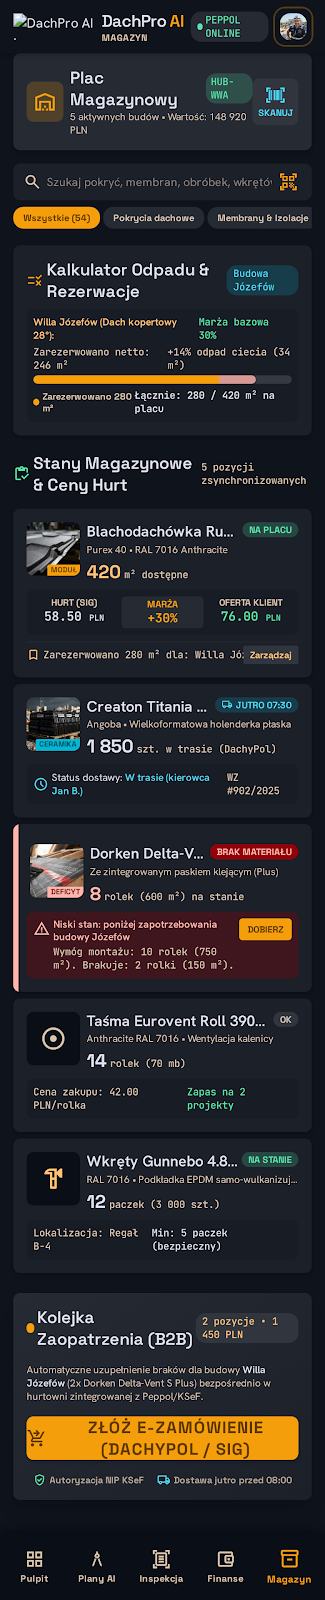 DachPro AI
.
DachPro AI
MAGAZYN
PEPPOL
ONLINE
Plac
Magazynowy
HUB-
WWA
5 aktywnych budów • Wartość: 148 920
PLN
SKANUJ
Szukaj pokryć, membran, obróbek, wkrętów
Wszystkie (54)
Pokrycia dachowe
Membrany & Izolacje
Kalkulator Odpadu &
Rezerwacje
Budowa
Józefów
Willa Józefów (Dach kopertowy
28°):
Marża bazowa
30%
Zarezerwowano netto:
246 m²
+14% odpad ciecia (34
m²)
Zarezerwowano 280
m²
Łącznie: 280 / 420 m² na
placu
Stany Magazynowe
& Ceny Hurt
5 pozycji
zsynchronizowanych
Blachodachówka Ru...
NA PLACU
Purex 40 • RAL 7016 Anthracite
MODUŁ
420 m² dostępne
HURT (SIG)
58.50 PLN
MARŻA
+30%
OFERTA KLIENT
76.00 PLN
Zarezerwowano 280 m² dla: Willa Józ
Zarządzaj
Creaton Titania ...
JUTRO 07:30
Angoba • Wielkoformatowa holenderka płaska
CERAMIKA
1 850 szt. w trasie (DachyPol)
Status dostawy: W trasie (kierowca
Jan B.)
WZ
#902/2025
Dorken Delta-V...
BRAK MATERIAŁU
Ze zintegrowanym paskiem klejącym (Plus)
DEFICYT
8 rolek (600 m²) na stanie
Niski stan: poniżej zapotrzebowania
budowy Józefów
DOBIERZ
Wymóg montażu: 10 rolek (750
m²). Brakuje: 2 rolki (150 m²).
Taśma Eurovent Roll 390...
OK
Anthracite RAL 7016 • Wentylacja kalenicy
14 rolek (70 mb)
Cena zakupu: 42.00
PLN/rolka
Zapas na 2
projekty
Wkręty Gunnebo 4.8...
NA STANIE
RAL 7016 • Podkładka EPDM samo-wulkanizuj...
12 paczek (3 000 szt.)
Lokalizacja: Regał
B-4
Min: 5 paczek
(bezpieczny)
Kolejka
Zaopatrzenia (B2B)
2 pozycje • 1
450 PLN
Automatyczne uzupełnienie braków dla budowy Willa
Józefów (2x Dorken Delta-Vent S Plus) bezpośrednio w
hurtowni zintegrowanej z Peppol/KSeF.
ZŁÓŻ E-ZAMÓWIENIE
(DACHYPOL / SIG)
Autoryzacja NIP KSeF
Dostawa jutro przed 08:00
Pulpit
Plany AI
Inspekcja
Finanse
Magazyn